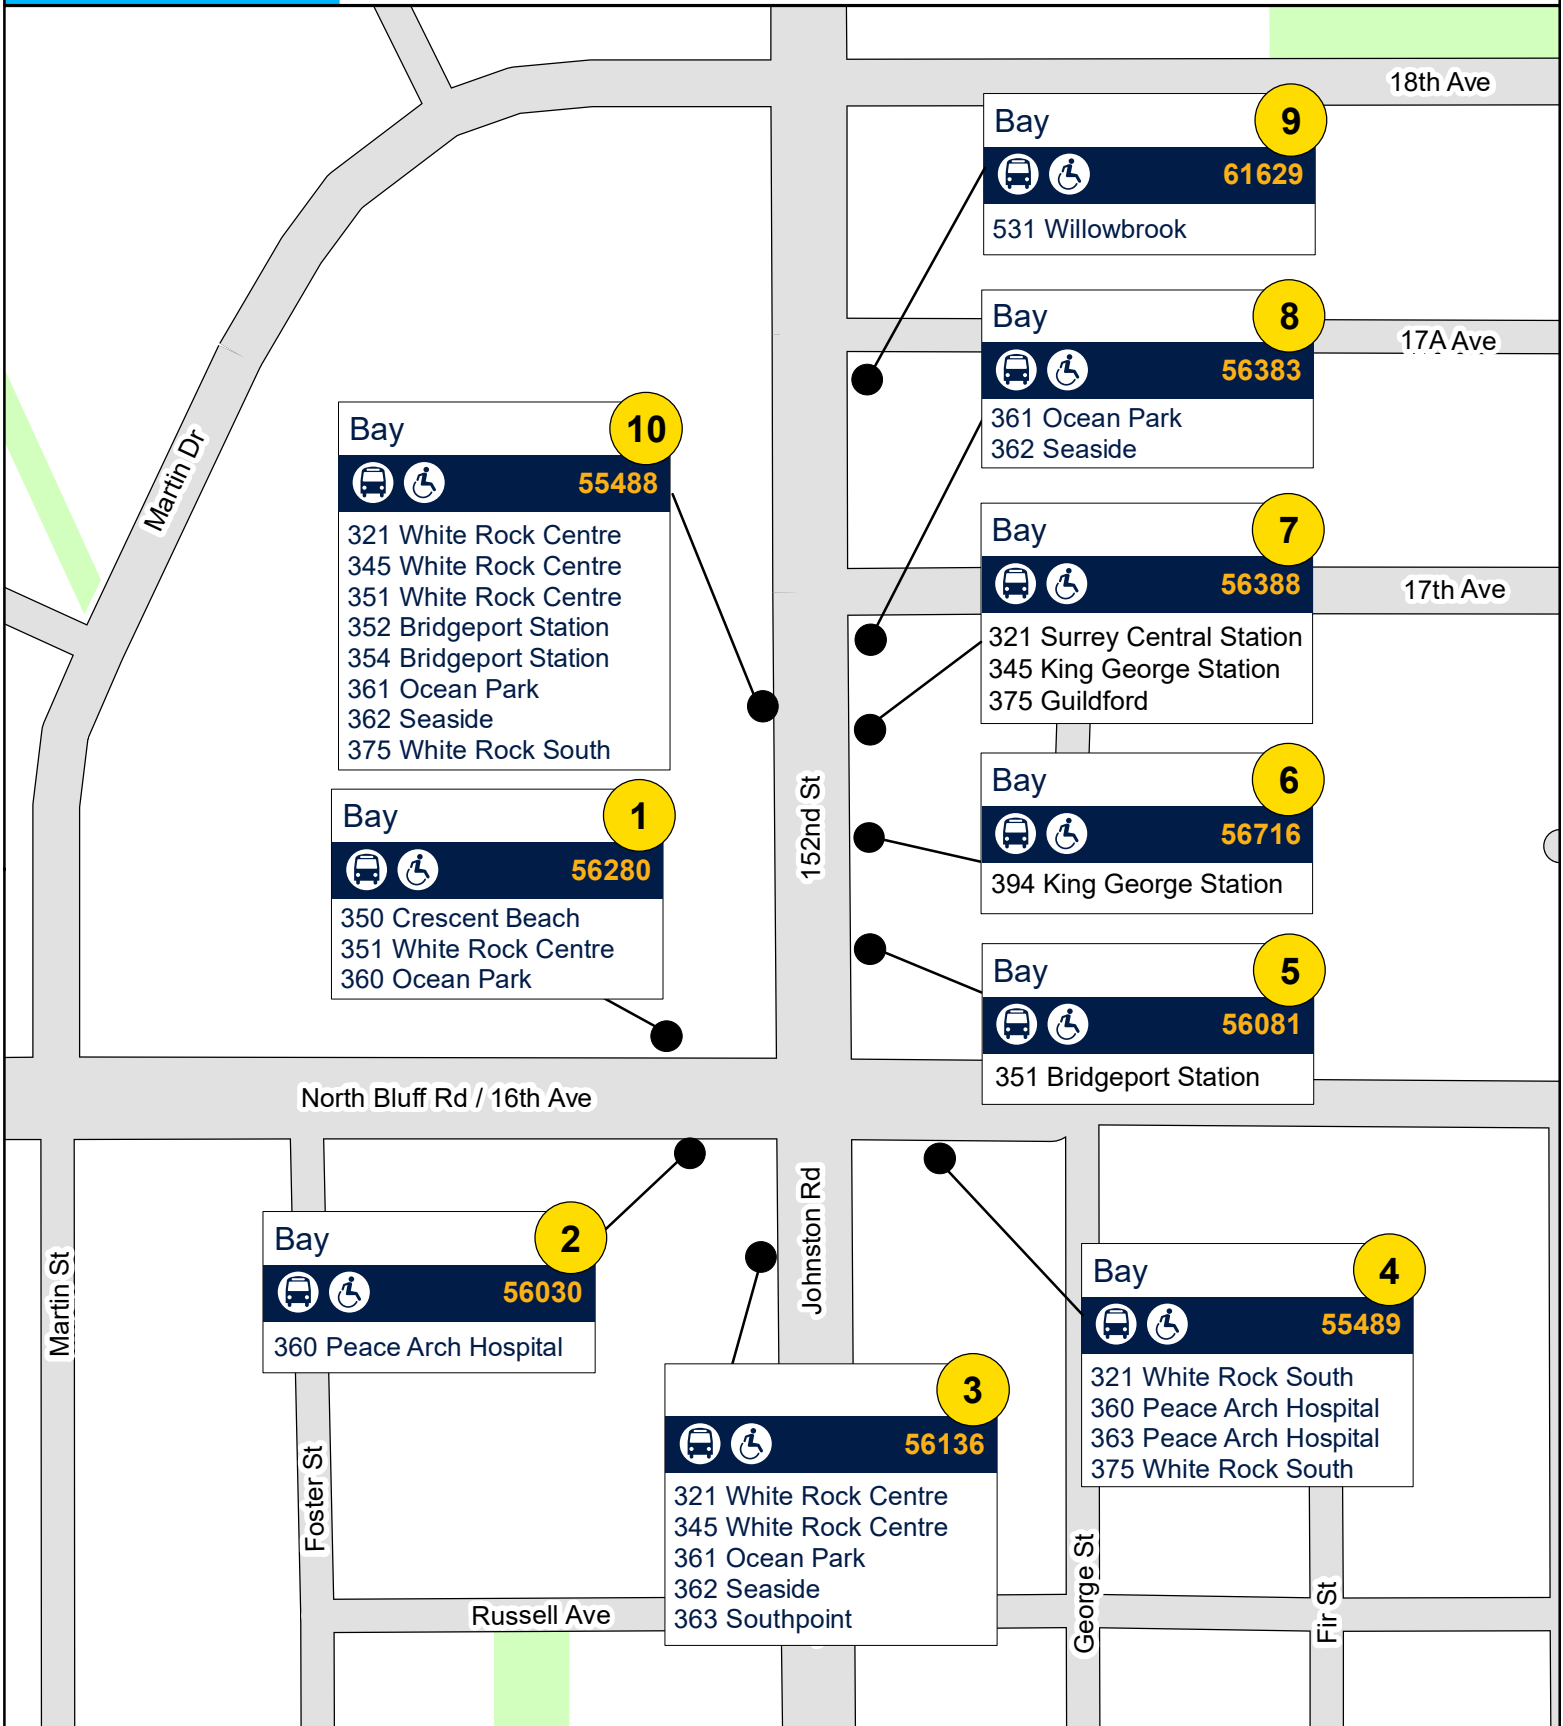 18th Ave
Bay 9
61629
531 Willowbrook
Bay 8
56383
361 Ocean Park
362 Seaside
17A Ave
Bay 10
55488
321 White Rock Centre
345 White Rock Centre
351 White Rock Centre
352 Bridgeport Station
354 Bridgeport Station
361 Ocean Park
362 Seaside
375 White Rock South
Martin Dr
Bay 7
56388
321 Surrey Central Station
345 King George Station
375 Guildford
17th Ave
Bay 1
56280
350 Crescent Beach
351 White Rock Centre
360 Ocean Park
152nd St
Bay 6
56716
394 King George Station
Bay 5
56081
351 Bridgeport Station
North Bluff Rd / 16th Ave
Bay 2
56030
360 Peace Arch Hospital
Martin St
Johnston Rd
Bay 4
55489
321 White Rock South
360 Peace Arch Hospital
363 Peace Arch Hospital
375 White Rock South
3
56136
321 White Rock Centre
345 White Rock Centre
361 Ocean Park
362 Seaside
363 Southpoint
Foster St
Russell Ave
George St
Fir St